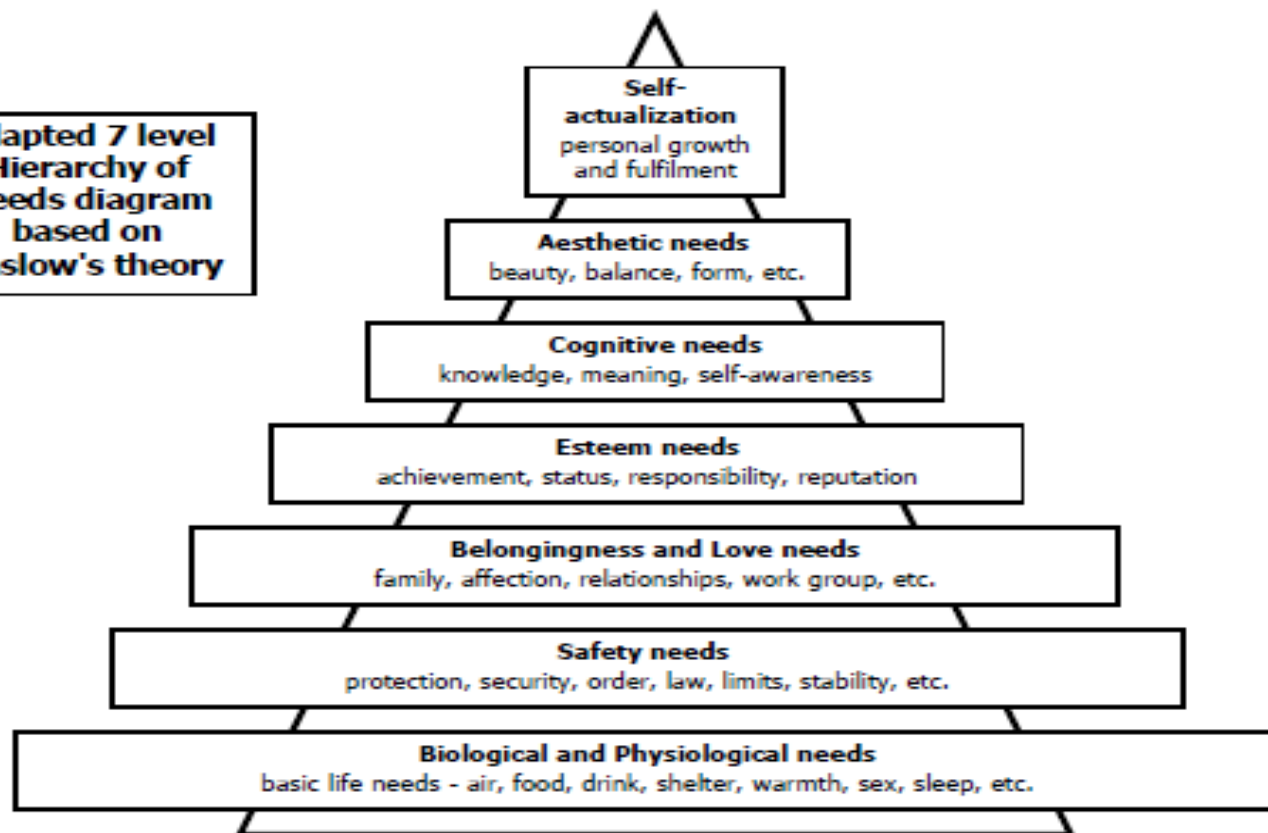 lapted 7 level
Hierarchy of
eeds diagram
based on
slow's theory
Self-
actualization
personal growth
and fulfilment
Aesthetic needs
beauty, balance, form, etc.
Cognitive needs
knowledge, meaning, self-awareness
Esteem needs
achievement, status, responsibility, reputation
Belongingness and Love needs
family, affection, relationships, work group, etc.
Safety needs
protection, security, order, law, limits, stability, etc.
Biological and Physiological needs
basic life needs - air, food, drink, shelter, warmth, sex, sleep, etc.